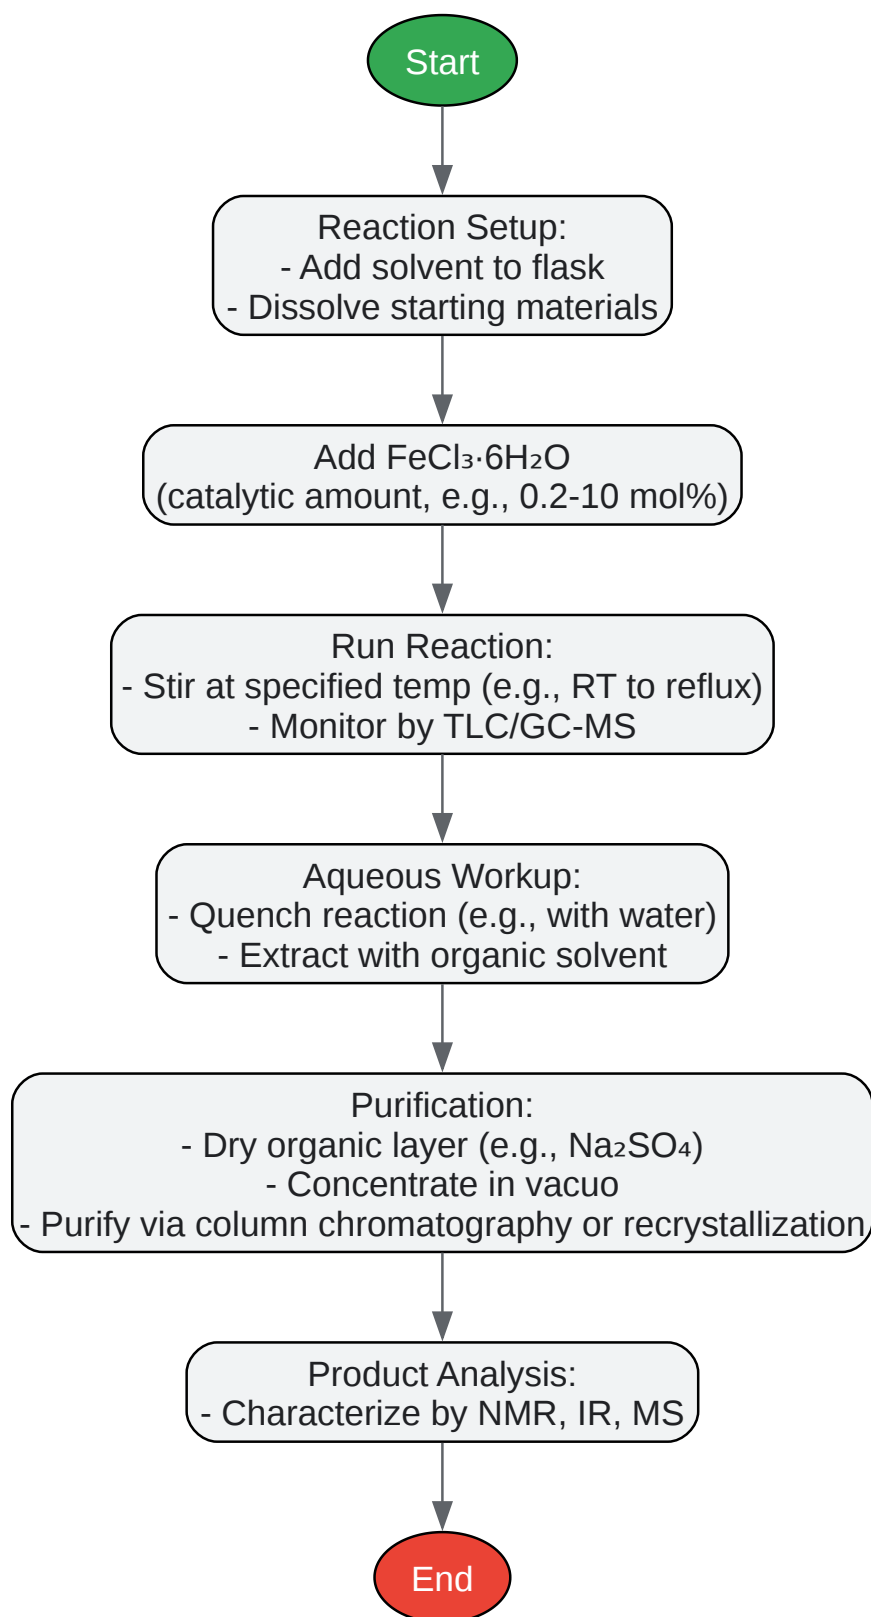 Start
Reaction Setup:
- Add solvent to flask
- Dissolve starting materials
Add FeCl₃·6H₂O
(catalytic amount, e.g., 0.2-10 mol%)
Run Reaction:
- Stir at specified temp (e.g., RT to reflux)
- Monitor by TLC/GC-MS
Aqueous Workup:
- Quench reaction (e.g., with water)
- Extract with organic solvent
Purification:
- Dry organic layer (e.g., Na₂SO₄)
- Concentrate in vacuo
- Purify via column chromatography or recrystallization
Product Analysis:
- Characterize by NMR, IR, MS
End